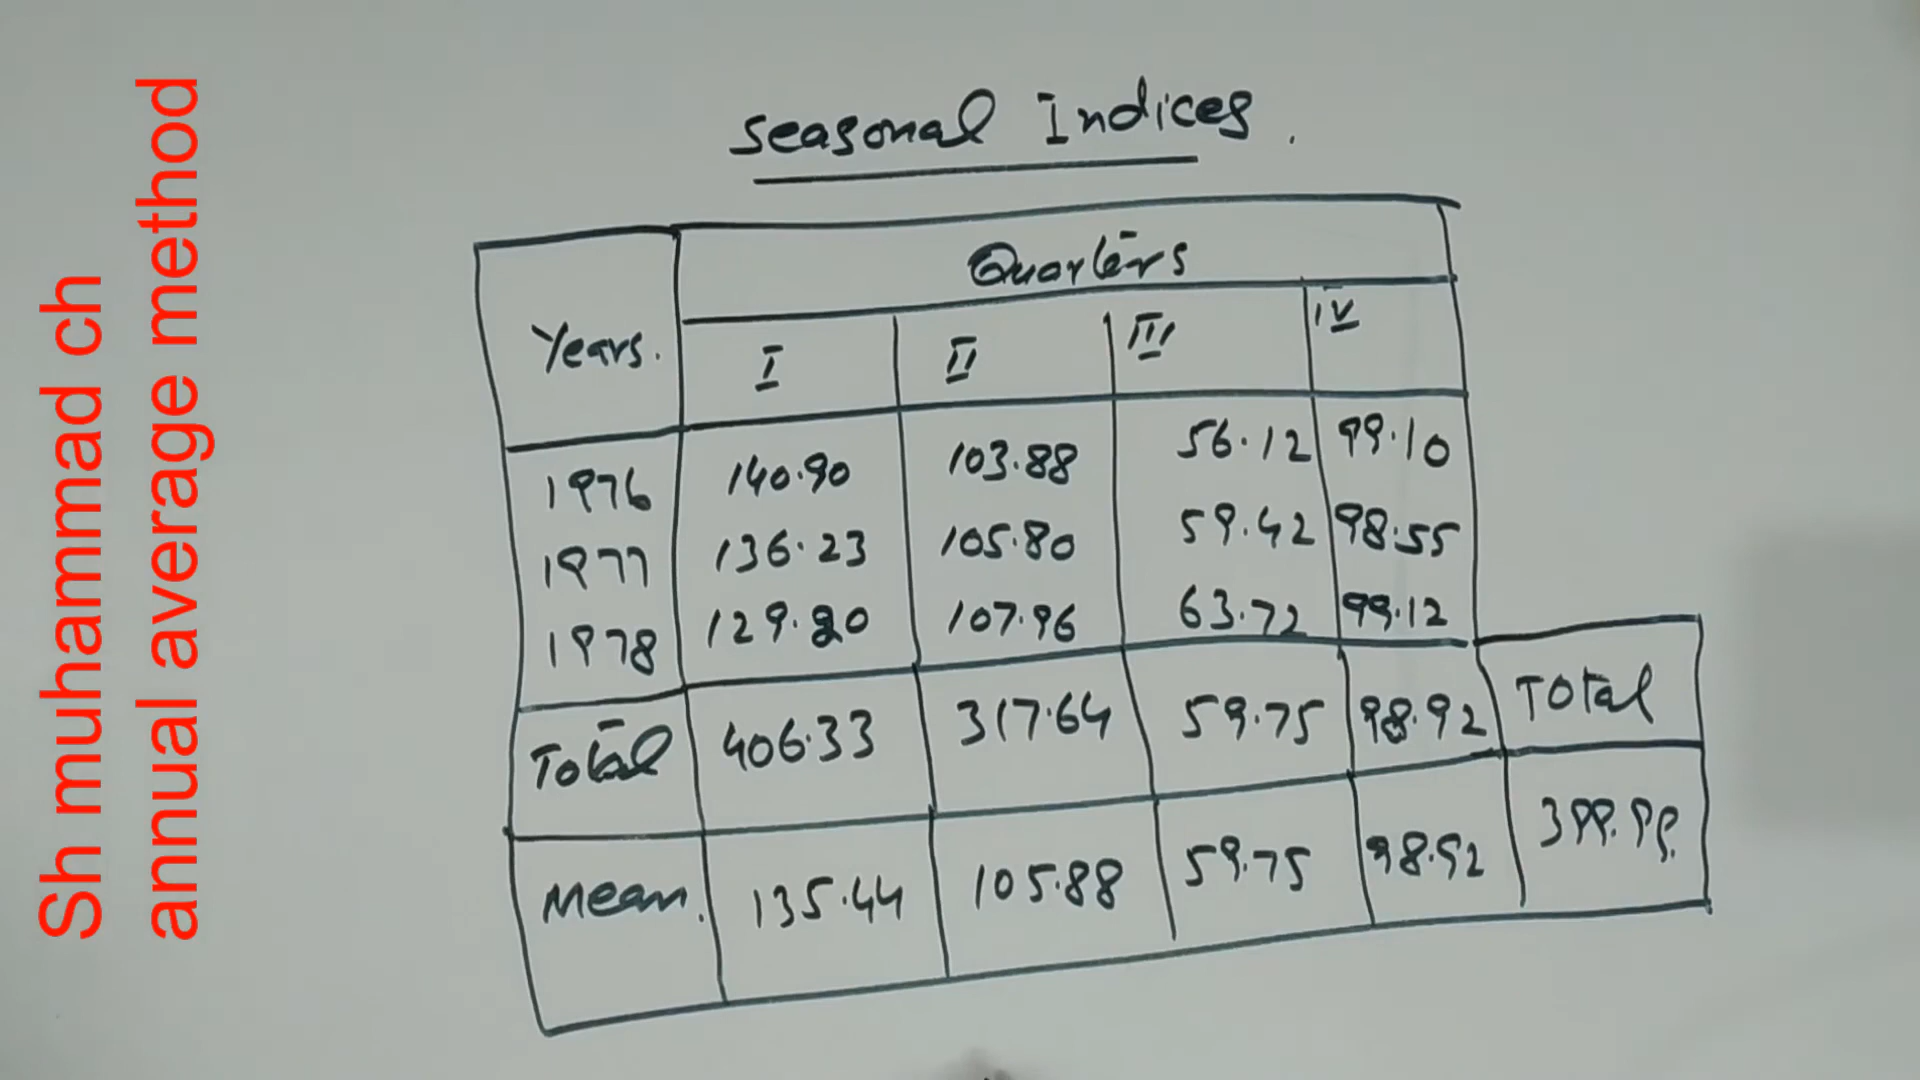 Sh muhammad ch
annual average method
Seasonal Indices.
Quarters
Years. I II III IV
1976 140.90 103.88 56.12 99.10
1977 136.23 105.80 59.42 98.55
1978 129.20 107.96 63.72 99.12
Total 406.33 317.64 59.75 98.92 Total
Mean. 135.44 105.88 59.75 98.92 399.99.